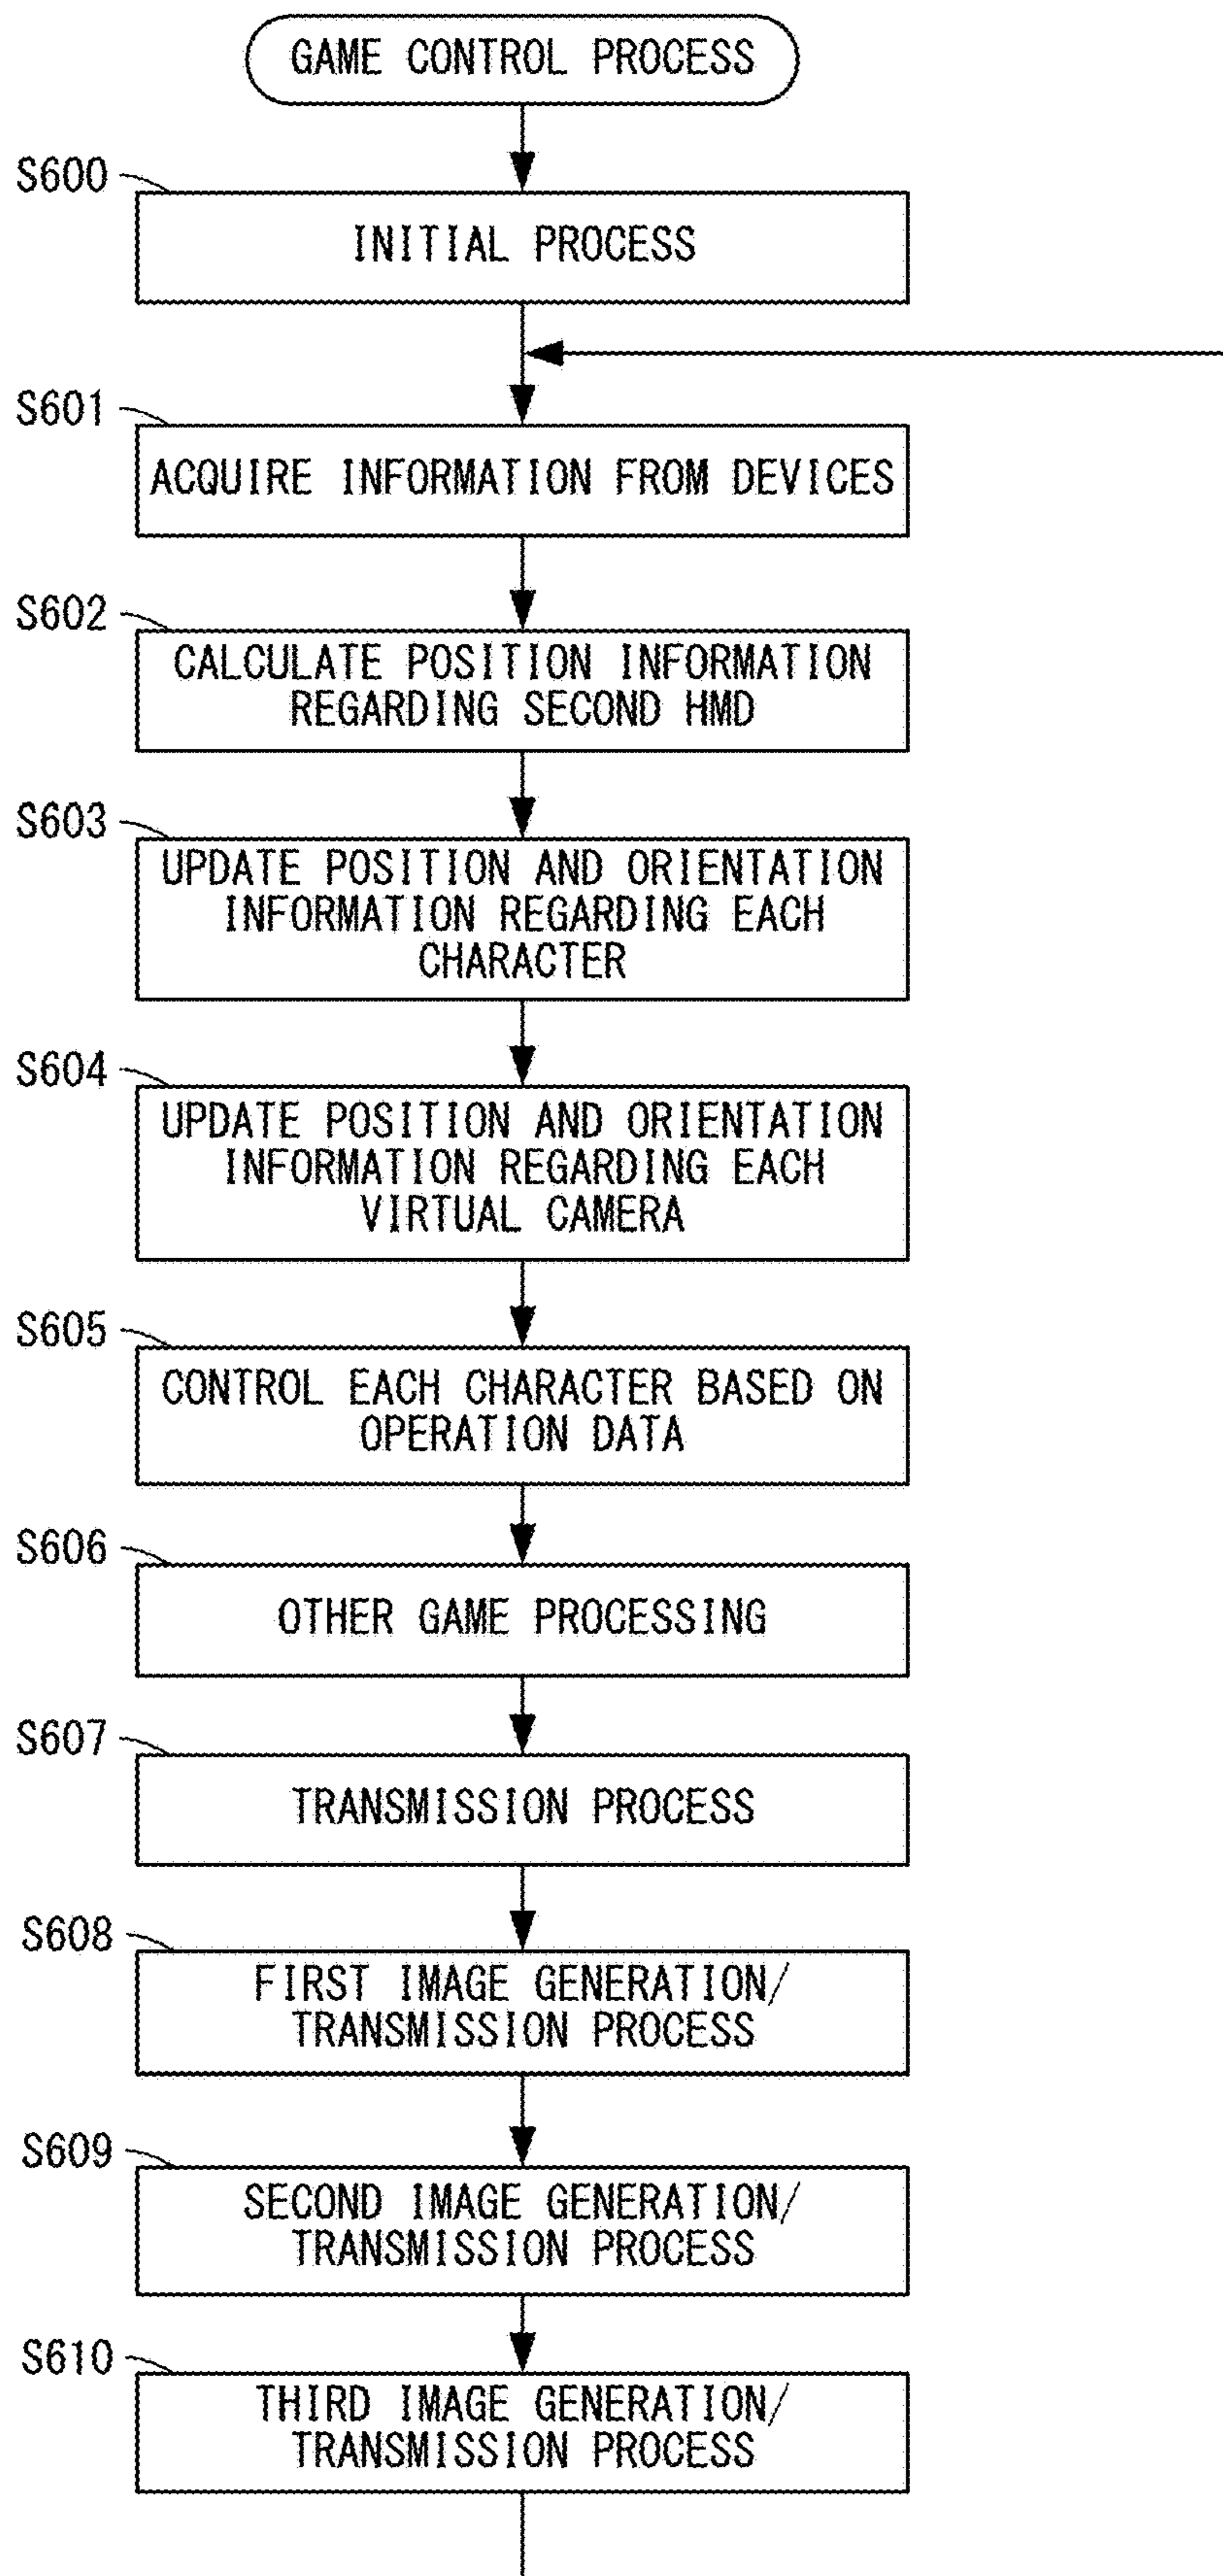 GAME CONTROL PROCESS
S600
INITIAL PROCESS
S601
ACQUIRE INFORMATION FROM DEVICES
S602
CALCULATE POSITION INFORMATION
REGARDING SECOND HMD
S603
UPDATE POSITION AND ORIENTATION
INFORMATION REGARDING EACH
CHARACTER
S604
UPDATE POSITION AND ORIENTATION
INFORMATION REGARDING EACH
VIRTUAL CAMERA
S605
CONTROL EACH CHARACTER BASED ON
OPERATION DATA
S606
OTHER GAME PROCESSING
S607
TRANSMISSION PROCESS
S608
FIRST IMAGE GENERATION/
TRANSMISSION PROCESS
S609
SECOND IMAGE GENERATION/
TRANSMISSION PROCESS
S610
THIRD IMAGE GENERATION/
TRANSMISSION PROCESS